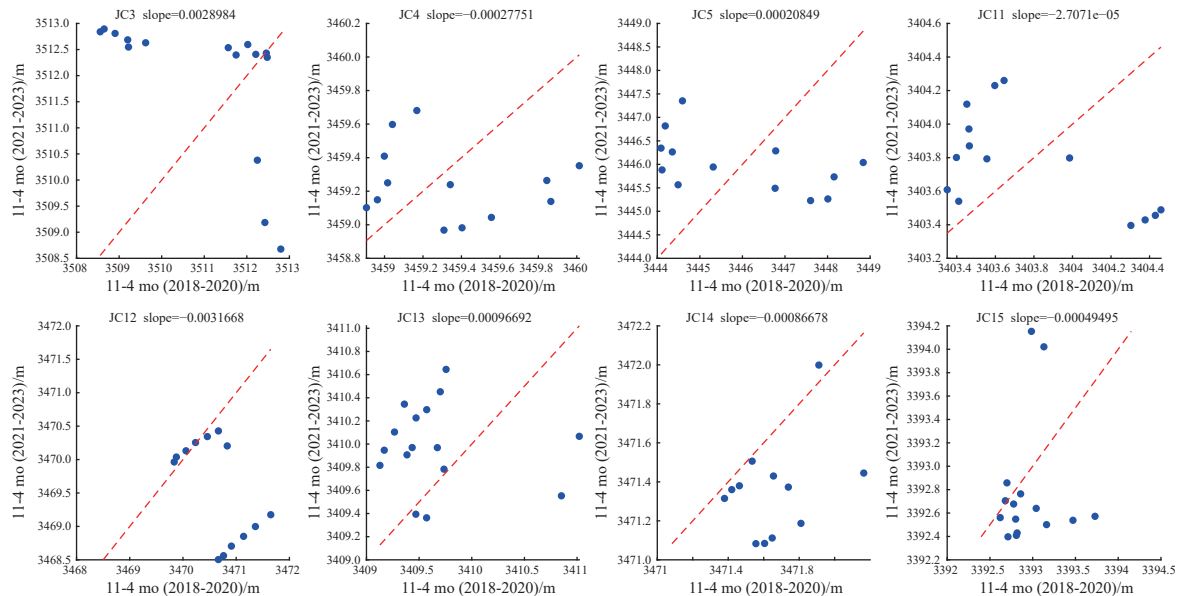 JC3 slope=0.0028984
3513.0
3512.5
3512.0
3511.5
3511.0
3510.5
3510.0
3509.5
3509.0
3508.5
3508 3509 3510 3511 3512 3513
11-4 mo (2021-2023)/m
11-4 mo (2018-2020)/m
JC4 slope=−0.00027751
3460.2
3460.0
3459.8
3459.6
3459.4
3459.2
3459.0
3458.8
3459 3459.2 3459.4 3459.6 3459.8 3460
11-4 mo (2021-2023)/m
11-4 mo (2018-2020)/m
JC5 slope=0.00020849
3449.0
3448.5
3448.0
3447.5
3447.0
3446.5
3446.0
3445.5
3445.0
3444.5
3444.0
3444 3445 3446 3447 3448 3449
11-4 mo (2021-2023)/m
11-4 mo (2018-2020)/m
JC11 slope=−2.7071e−05
3404.6
3404.4
3404.2
3404.0
3403.8
3403.6
3403.4
3403.2
3403.4 3403.6 3403.8 3404 3404.2 3404.4
11-4 mo (2021-2023)/m
11-4 mo (2018-2020)/m
JC12 slope=−0.0031668
3472.0
3471.5
3471.0
3470.5
3470.0
3469.5
3469.0
3468.5
3468 3469 3470 3471 3472
11-4 mo (2021-2023)/m
11-4 mo (2018-2020)/m
JC13 slope=0.00096692
3411.0
3410.8
3410.6
3410.4
3410.2
3410.0
3409.8
3409.6
3409.4
3409.2
3409.0
3409 3409.5 3410 3410.5 3411
11-4 mo (2021-2023)/m
11-4 mo (2018-2020)/m
JC14 slope=−0.00086678
3472.2
3472.0
3471.8
3471.6
3471.4
3471.2
3471.0
3471 3471.4 3471.8
11-4 mo (2021-2023)/m
11-4 mo (2018-2020)/m
JC15 slope=−0.00049495
3394.2
3394.0
3393.8
3393.6
3393.4
3393.2
3393.0
3392.8
3392.6
3392.4
3392.2
3392 3392.5 3393 3393.5 3394 3394.5
11-4 mo (2021-2023)/m
11-4 mo (2018-2020)/m